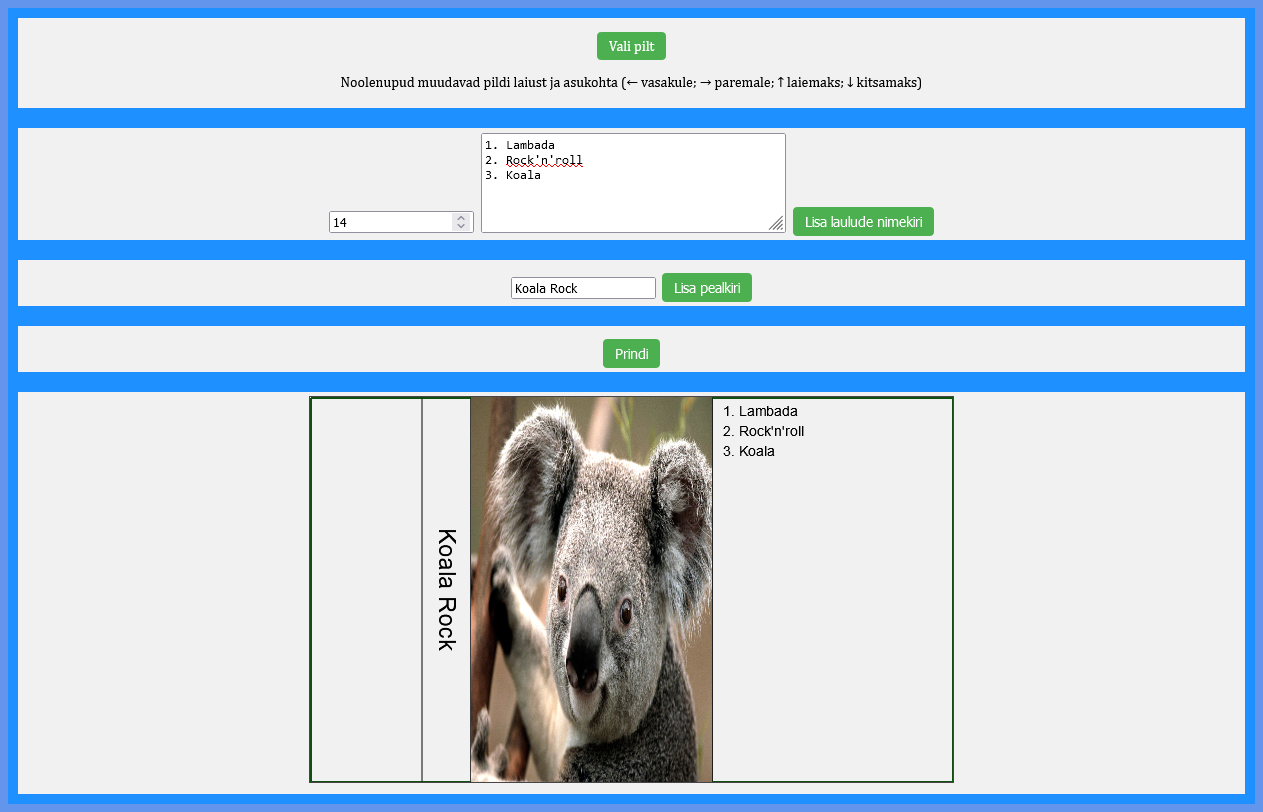 Vali pilt
Noolenupud muudavad pildi laiust ja asukohta (← vasakule; → paremale; ↑ laiemaks; ↓ kitsamaks)
1. Lambada
2. Rock'n'roll
3. Koala
14
Lisa laulude nimekiri
Koala Rock
Lisa pealkiri
Prindi
Koala Rock
1. Lambada
2. Rock'n'roll
3. Koala